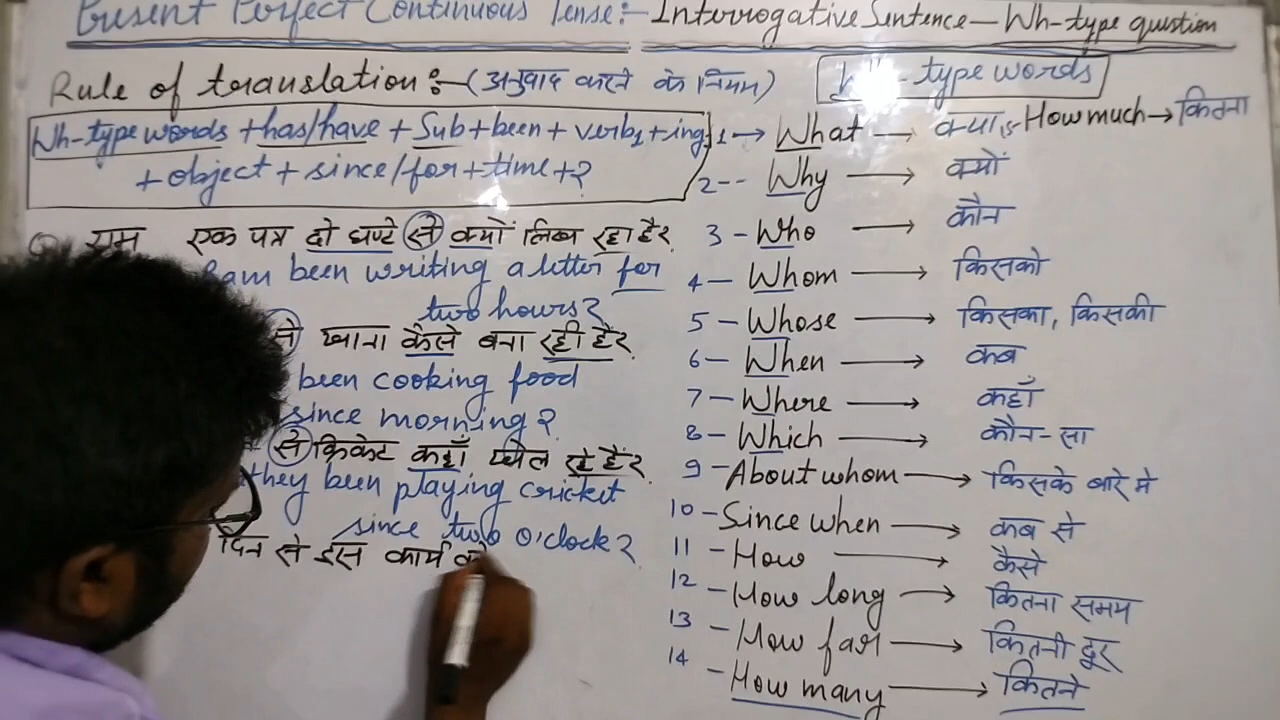 Present Perfect Continuous Tense:- Interrogative Sentence - Wh-type question
Rule of translation:-(अनुवाद करने के नियम)
Wh-type words + has/have + Sub + been + verb1 + ing
+ object + since/for + time + ?
राम एक पत्र दो घण्टे से क्यों लिख रहा है?
Ram been writing a letter for
two hours?
से खाना कैसे बना रही है?
been cooking food
since morning?
से क्रिकेट कहाँ खेल रहे हैं?
they been playing cricket
since two o'clock?
दिन से इस कार्य को
Wh-type words
1 → What → क्या, How much → कितना
2-- Why → क्यों
3 - Who → कौन
4 - Whom → किसको
5 - Whose → किसका, किसकी
6 - When → कब
7 - Where → कहाँ
8 - Which → कौन-सा
9 - About whom → किसके बारे मे
10 - Since when → कब से
11 - How → कैसे
12 - How long → कितना समय
13 - How far → कितनी दूर
14 - How many → कितने